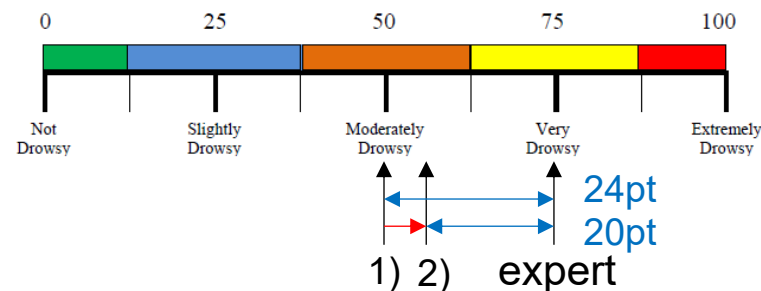 0 25 50 75 100
Not Slightly Moderately Very Extremely
Drowsy Drowsy Drowsy Drowsy Drowsy
24pt
20pt
1) 2) expert